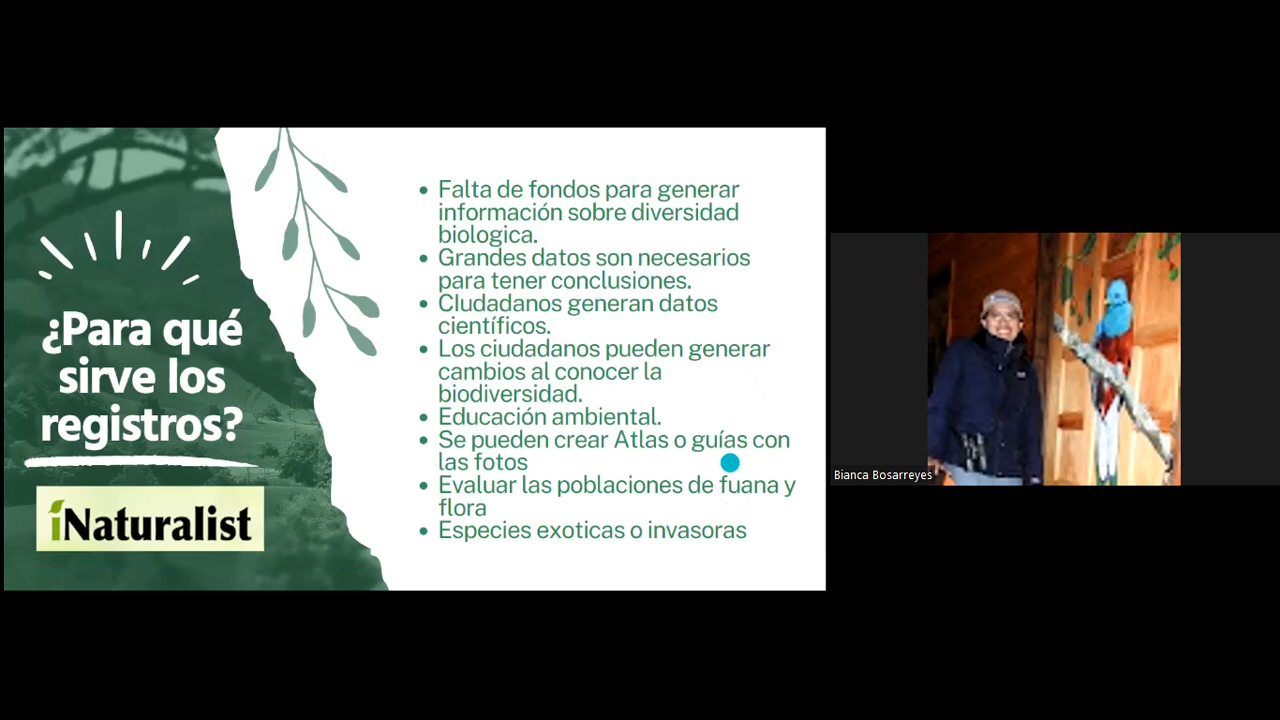 ¿Para qué
sirve los
registros?
iNaturalist
• Falta de fondos para generar
información sobre diversidad
biologica.
• Grandes datos son necesarios
para tener conclusiones.
• CIudadanos generan datos
científicos.
• Los ciudadanos pueden generar
cambios al conocer la
biodiversidad.
• Educación ambiental.
• Se pueden crear Atlas o guías con
las fotos
• Evaluar las poblaciones de fuana y
flora
• Especies exoticas o invasoras
Bianca Bosarreyes